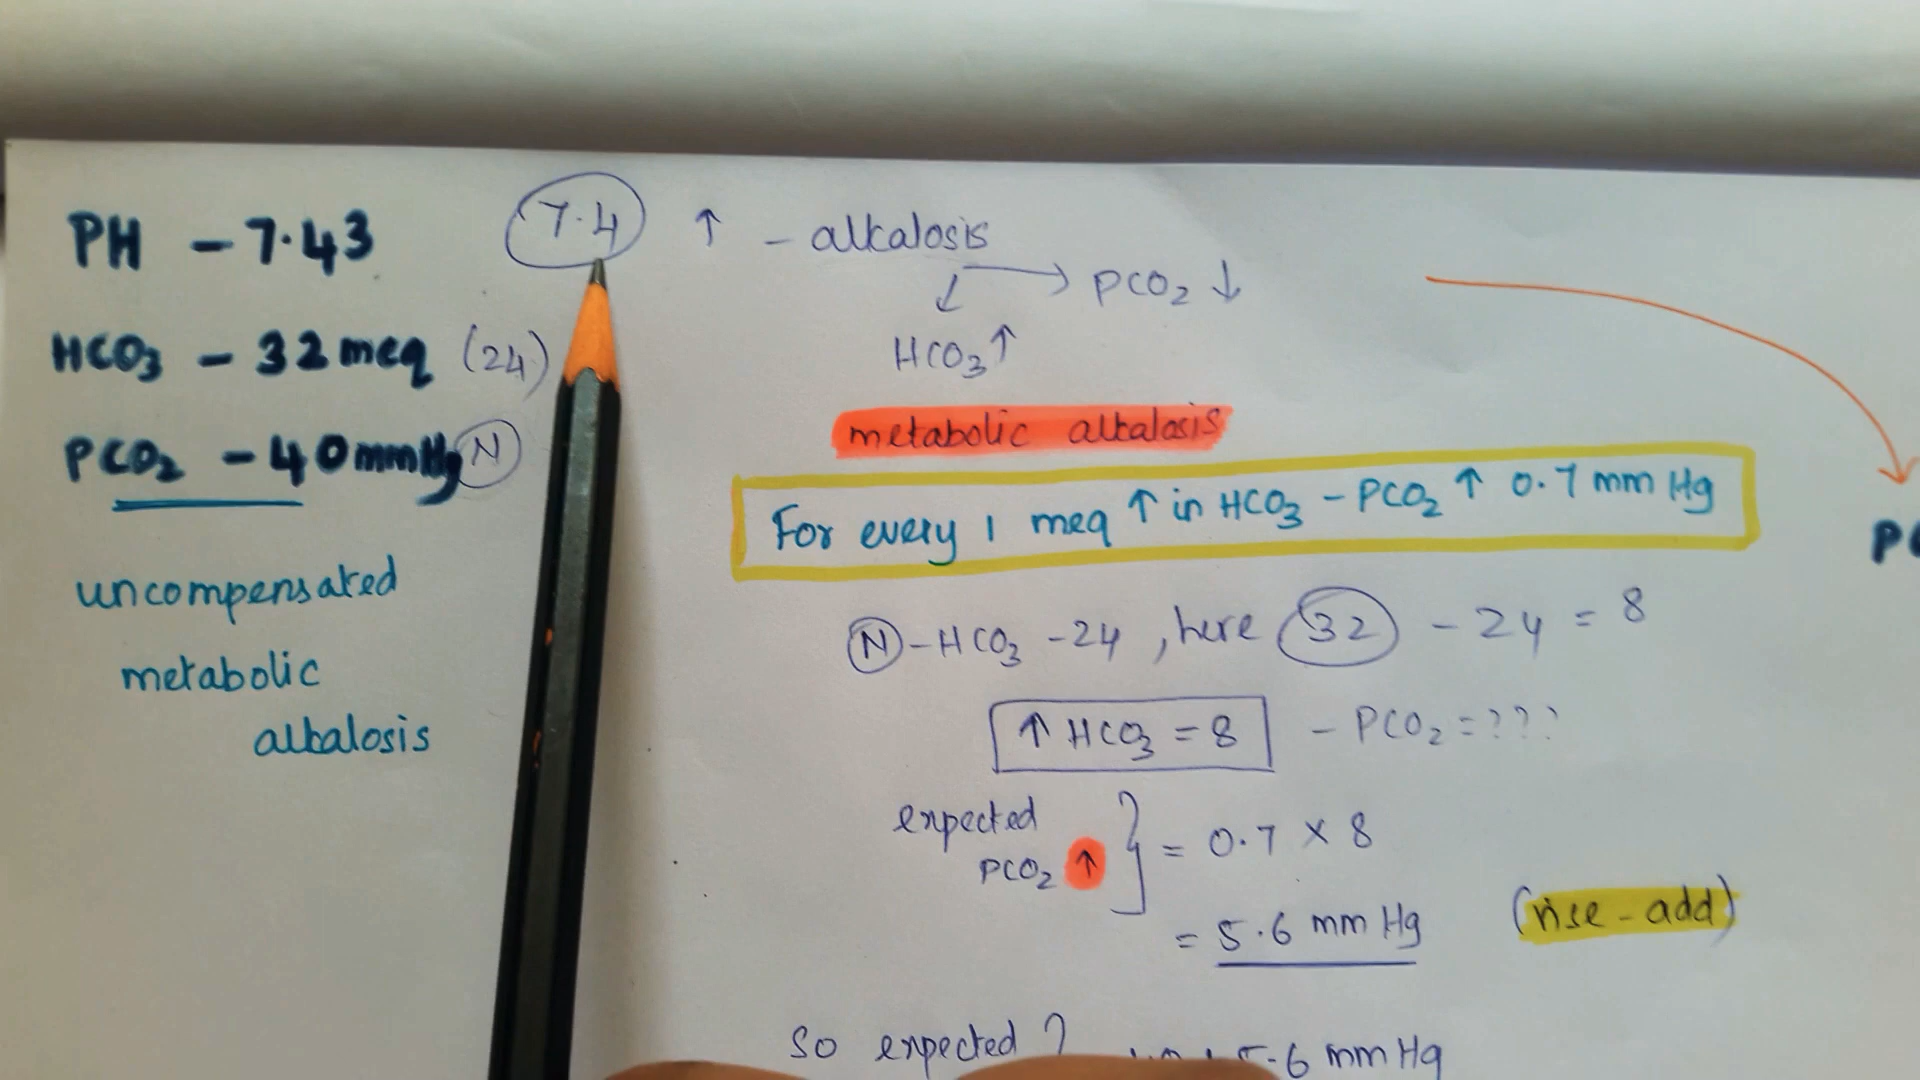 PH - 7.43
HCO3 - 32 meq (24)
PCO2 - 40 mmHg N
uncompensated
metabolic
alkalosis
7.4 ↑ - alkalosis
↓ → PCO2 ↓
HCO3 ↑
metabolic alkalosis
For every 1 meq ↑ in HCO3 - PCO2 ↑ 0.7 mm Hg
N - HCO3 - 24 , here 32 - 24 = 8
↑ HCO3 = 8 - PCO2 = ???
expected
PCO2 ↑ } = 0.7 x 8
= 5.6 mm Hg (rise - add)
so expected } 5.6 mm Hg